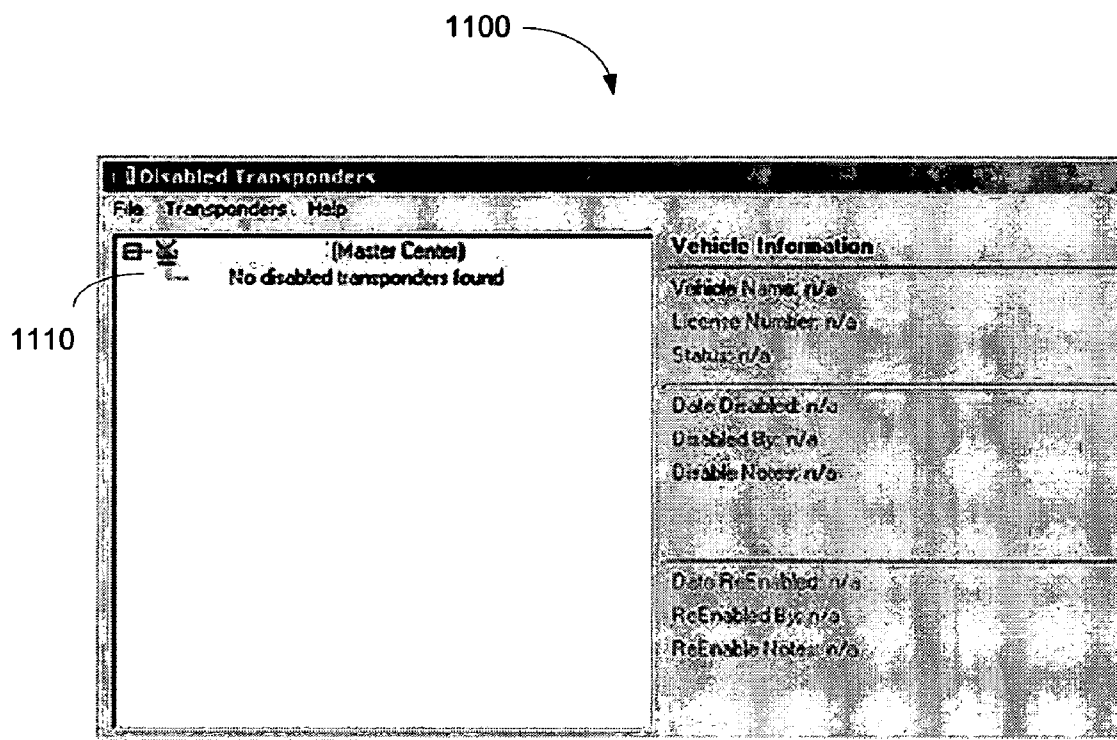 1100
Disabled Transponders
File Transponders Help
(Master Center)
No disabled transponders found
1110
Vehicle Information
Vehicle Name: n/a
License Number: n/a
Status: n/a
Date Disabled: n/a
Disabled By: n/a
Disable Notes: n/a
Date ReEnabled: n/a
ReEnabled By: n/a
ReEnable Notes: n/a